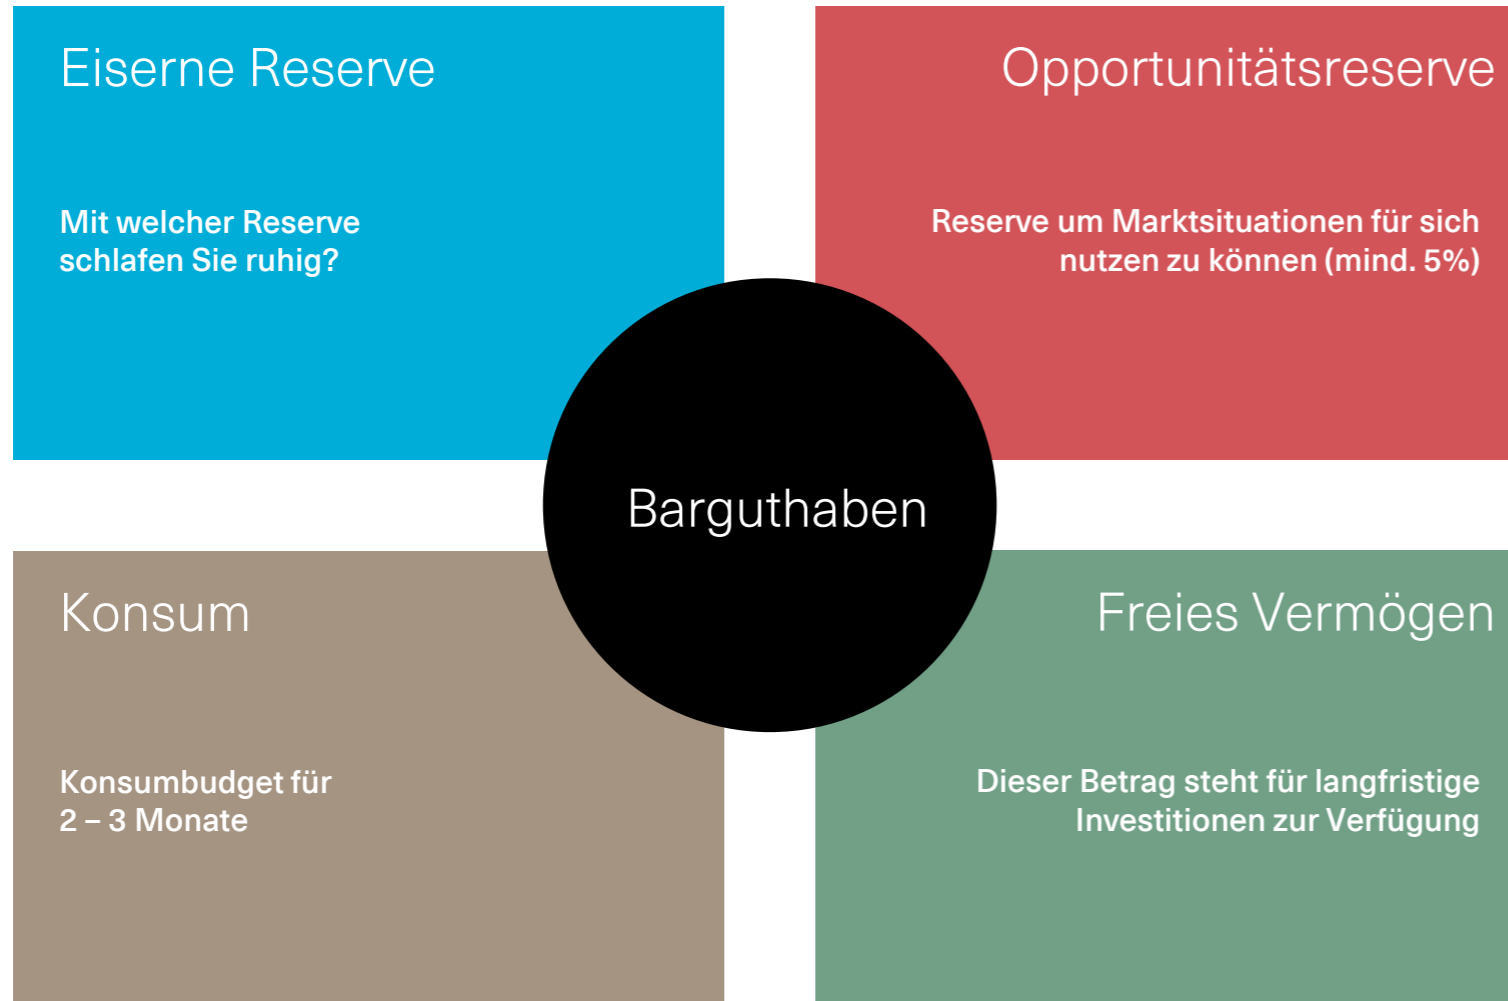 Eiserne Reserve
Mit welcher Reserve
schlafen Sie ruhig?
Opportunitätsreserve
Reserve um Marktsituationen für sich
nutzen zu können (mind. 5%)
Barguthaben
Konsum
Konsumbudget für
2 – 3 Monate
Freies Vermögen
Dieser Betrag steht für langfristige
Investitionen zur Verfügung